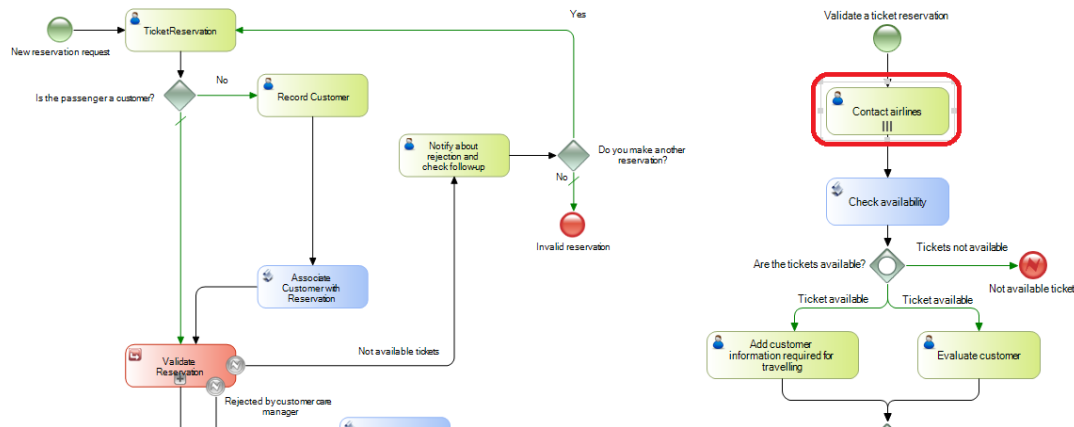 New reservation request
TicketReservation
Yes
Is the passenger a customer?
No
Record Customer
Notify about
rejection and
check follow-up
Do you make another
reservation?
No
Invalid reservation
Associate
Customer with
Reservation
Validate
Reservation
Not available tickets
Rejected by customer care
manager
Validate a ticket reservation
Contact airlines
Check availability
Are the tickets available?
Tickets not available
Not available ticket
Ticket available
Ticket available
Add customer
information required for
travelling
Evaluate customer